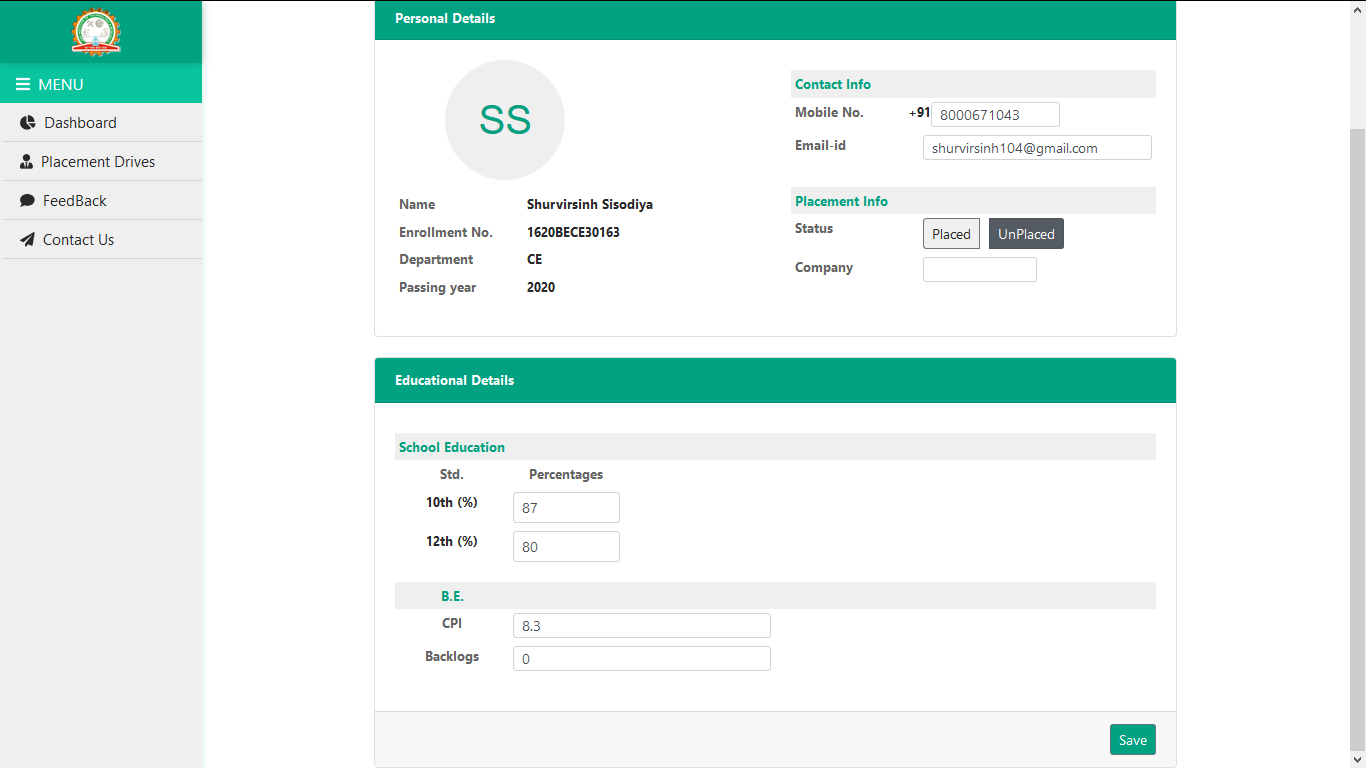 MENU
Dashboard
Placement Drives
FeedBack
Contact Us
Personal Details
SS
Name Shurvirsinh Sisodiya
Enrollment No. 1620BECE30163
Department CE
Passing year 2020
Contact Info
Mobile No. +91 8000671043
Email-id shurvirsinh104@gmail.com
Placement Info
Status Placed UnPlaced
Company
Educational Details
School Education
Std. Percentages
10th (%) 87
12th (%) 80
B.E.
CPI 8.3
Backlogs 0
Save